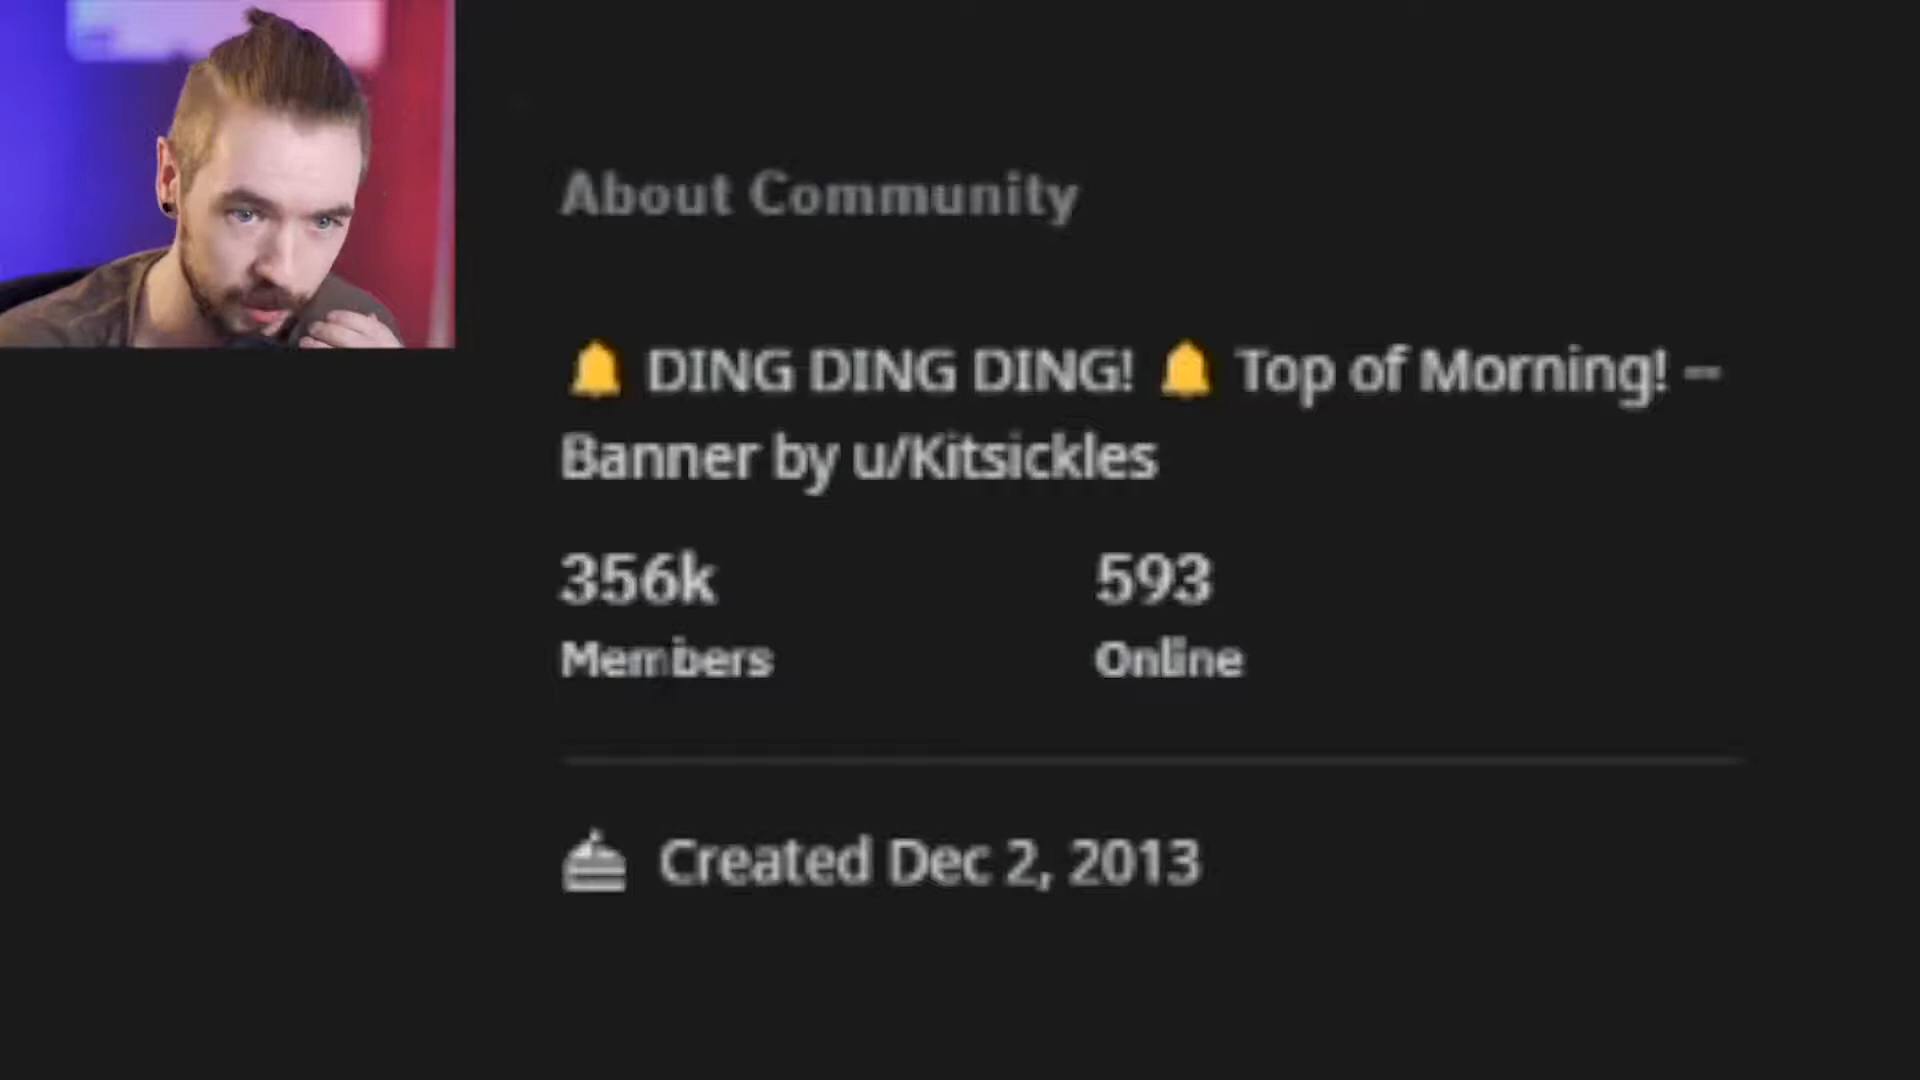 About Community
🔔 DING DING DING! 🔔 Top of Morning! --
Banner by u/Kitsickles
356k
593
Members
Online
Created Dec 2, 2013